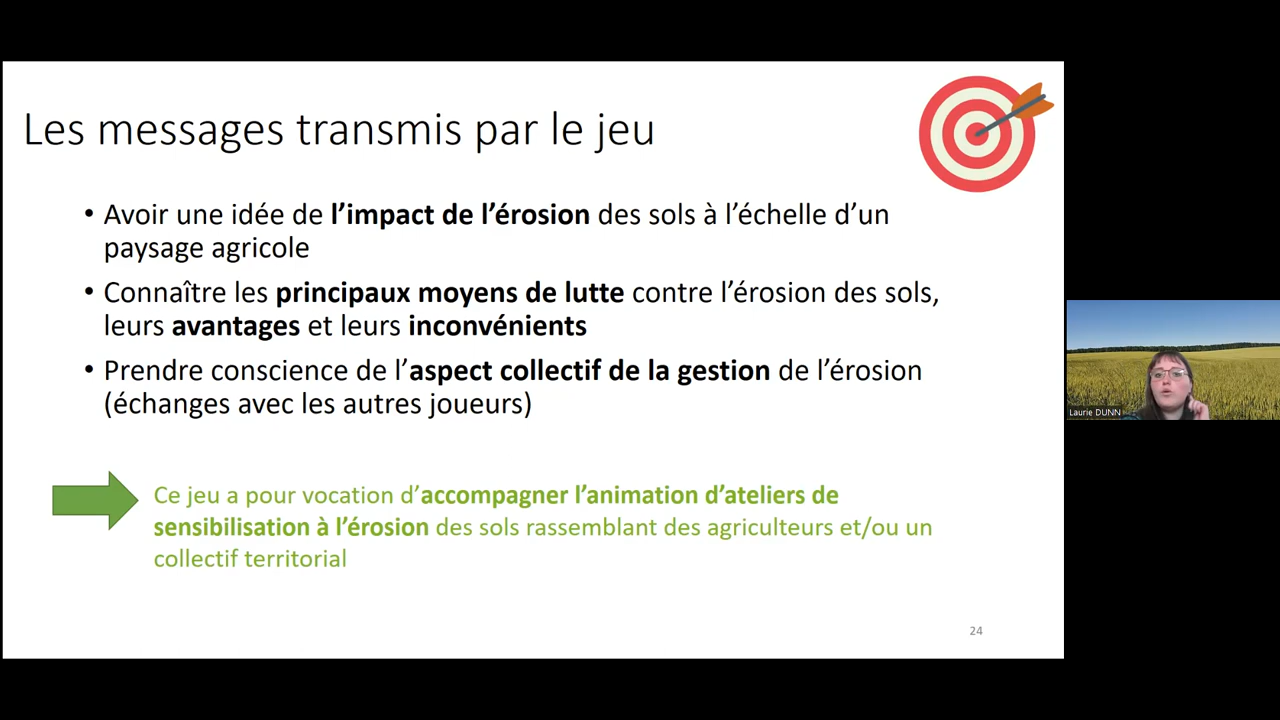 Les messages transmis par le jeu
• Avoir une idée de l’impact de l’érosion des sols à l’échelle d’un
paysage agricole
• Connaître les principaux moyens de lutte contre l’érosion des sols,
leurs avantages et leurs inconvénients
• Prendre conscience de l’aspect collectif de la gestion de l’érosion
(échanges avec les autres joueurs)
Ce jeu a pour vocation d’accompagner l’animation d’ateliers de
sensibilisation à l’érosion des sols rassemblant des agriculteurs et/ou un
collectif territorial
24
Laurie DUNN